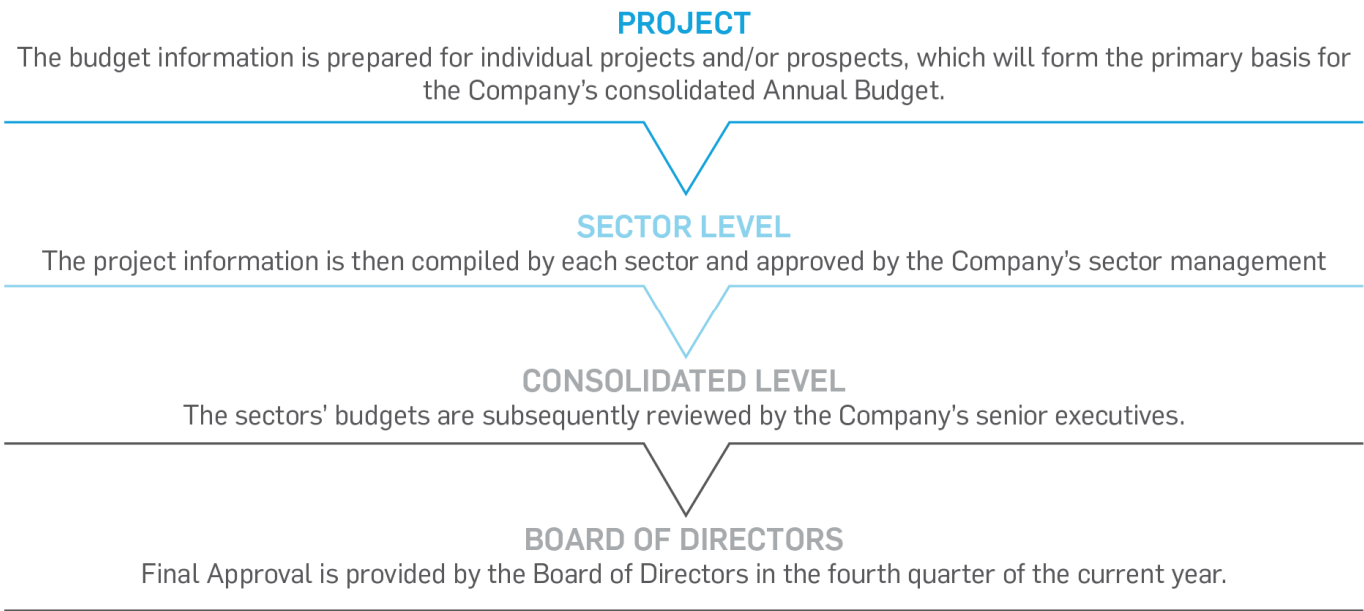 PROJECT
The budget information is prepared for individual projects and/or prospects, which will form the primary basis for
the Company’s consolidated Annual Budget.
SECTOR LEVEL
The project information is then compiled by each sector and approved by the Company’s sector management
CONSOLIDATED LEVEL
The sectors’ budgets are subsequently reviewed by the Company’s senior executives.
BOARD OF DIRECTORS
Final Approval is provided by the Board of Directors in the fourth quarter of the current year.